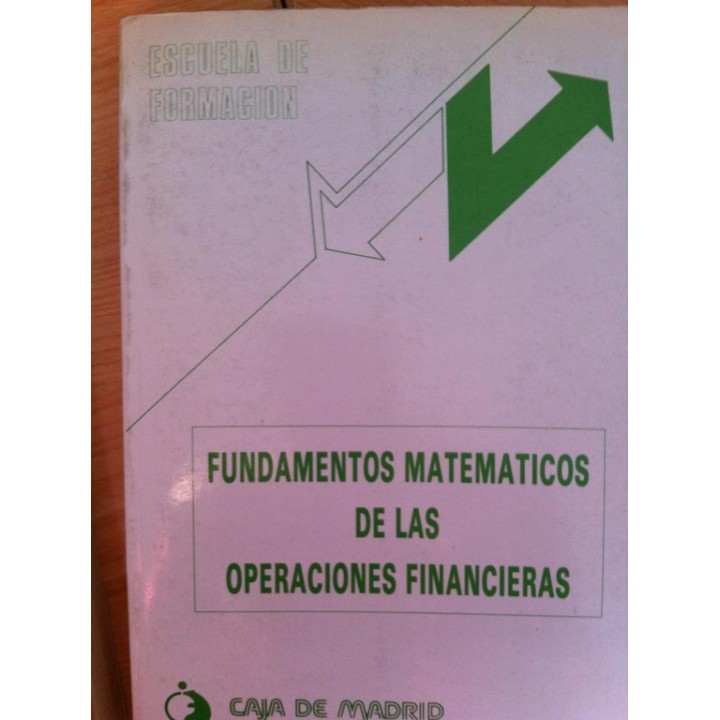 ESCUELA DE
FORMACION
FUNDAMENTOS MATEMATICOS
DE LAS
OPERACIONES FINANCIERAS
CAJA DE MADRID